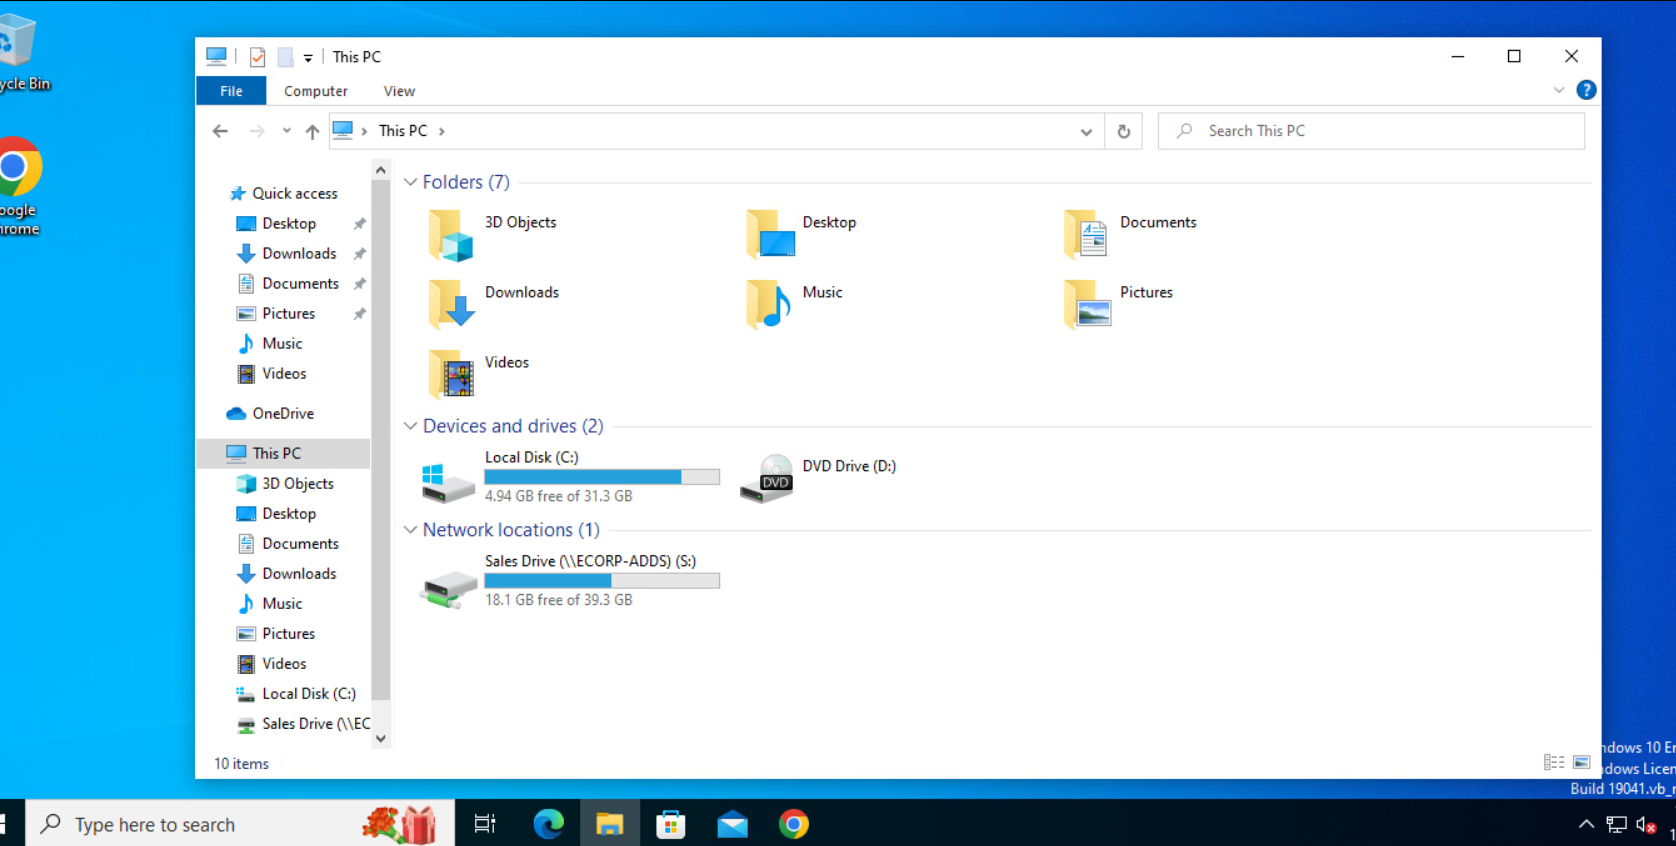 ycle Bin
oogle
hrome
This PC
File
Computer
View
?
This PC
Search This PC
Quick access
Desktop
Downloads
Documents
Pictures
Music
Videos
OneDrive
This PC
3D Objects
Desktop
Documents
Downloads
Music
Pictures
Videos
Local Disk (C:)
Sales Drive (\\EC
Folders (7)
3D Objects
Desktop
Documents
Downloads
Music
Pictures
Videos
Devices and drives (2)
Local Disk (C:)
4.94 GB free of 31.3 GB
DVD Drive (D:)
DVD
Network locations (1)
Sales Drive (\\ECORP-ADDS) (S:)
18.1 GB free of 39.3 GB
10 items
ndows 10 En
dows Licen
Build 19041.vb_r
Type here to search
1